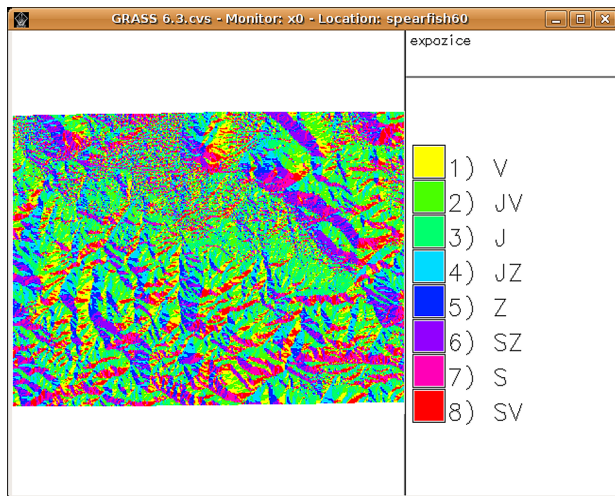 GRASS 6.3.cvs - Monitor: x0 - Location: spearfish60
expozice
1) V
2) JV
3) J
4) JZ
5) Z
6) SZ
7) S
8) SV